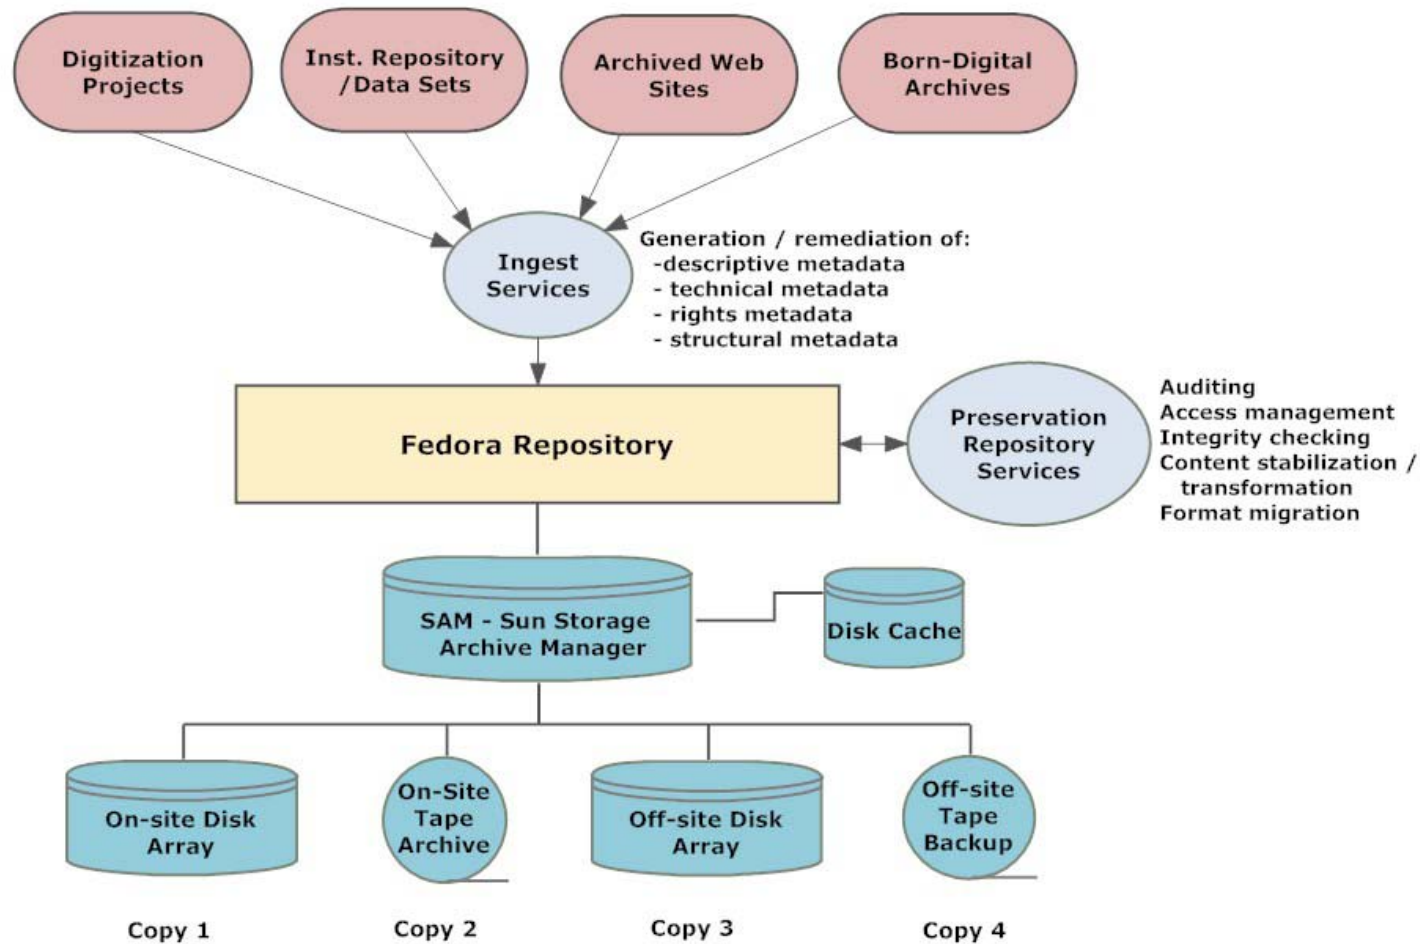 Digitization
Projects
Inst. Repository
/Data Sets
Archived Web
Sites
Born-Digital
Archives
Ingest
Services
Generation / remediation of:
-descriptive metadata
- technical metadata
- rights metadata
- structural metadata
Fedora Repository
Preservation
Repository
Services
Auditing
Access management
Integrity checking
Content stabilization /
transformation
Format migration
SAM - Sun Storage
Archive Manager
Disk Cache
On-site Disk
Array
On-Site
Tape
Archive
Off-site Disk
Array
Off-site
Tape
Backup
Copy 1
Copy 2
Copy 3
Copy 4